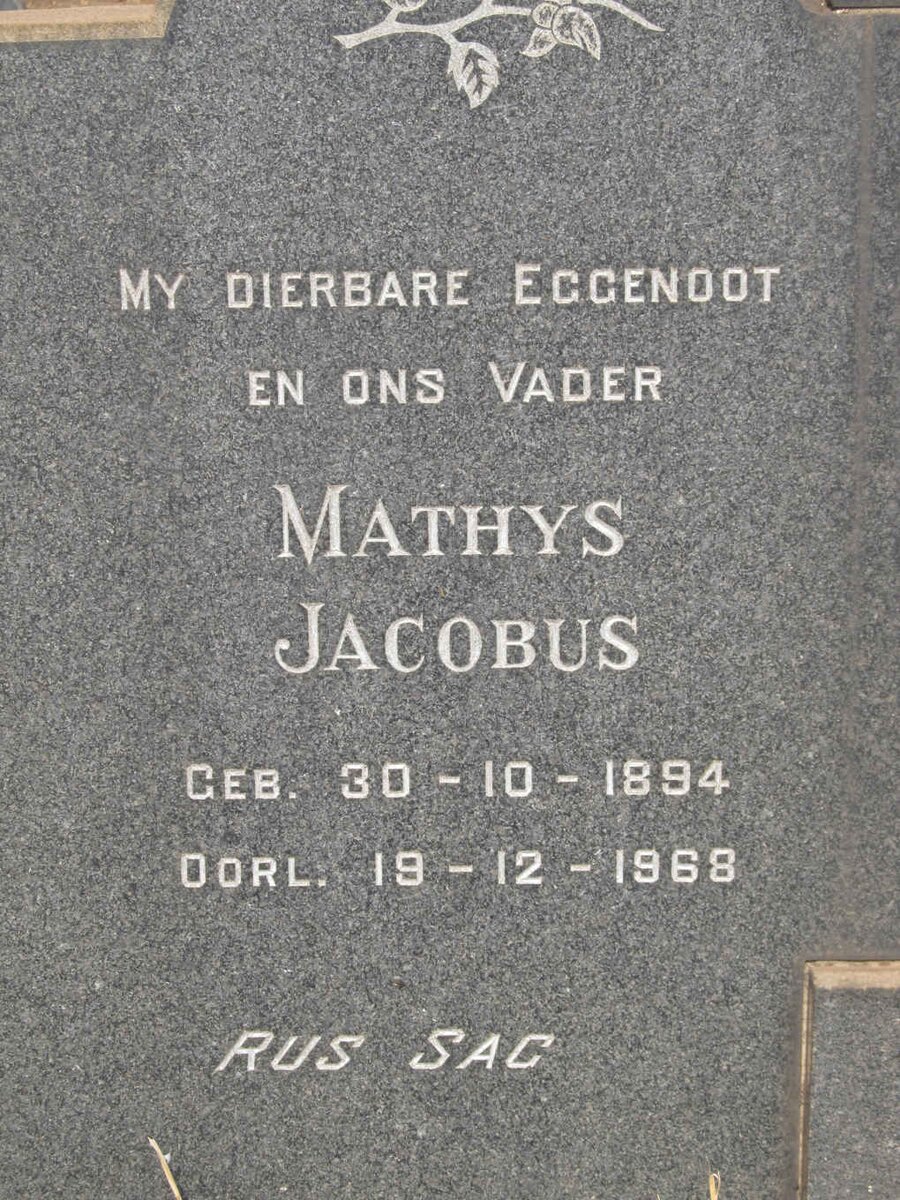 MY DIERBARE EGGENOOT
EN ONS VADER
MATHYS
JACOBUS
GEB. 30-10-1894
OORL. 19-12-1968
RUS SAG